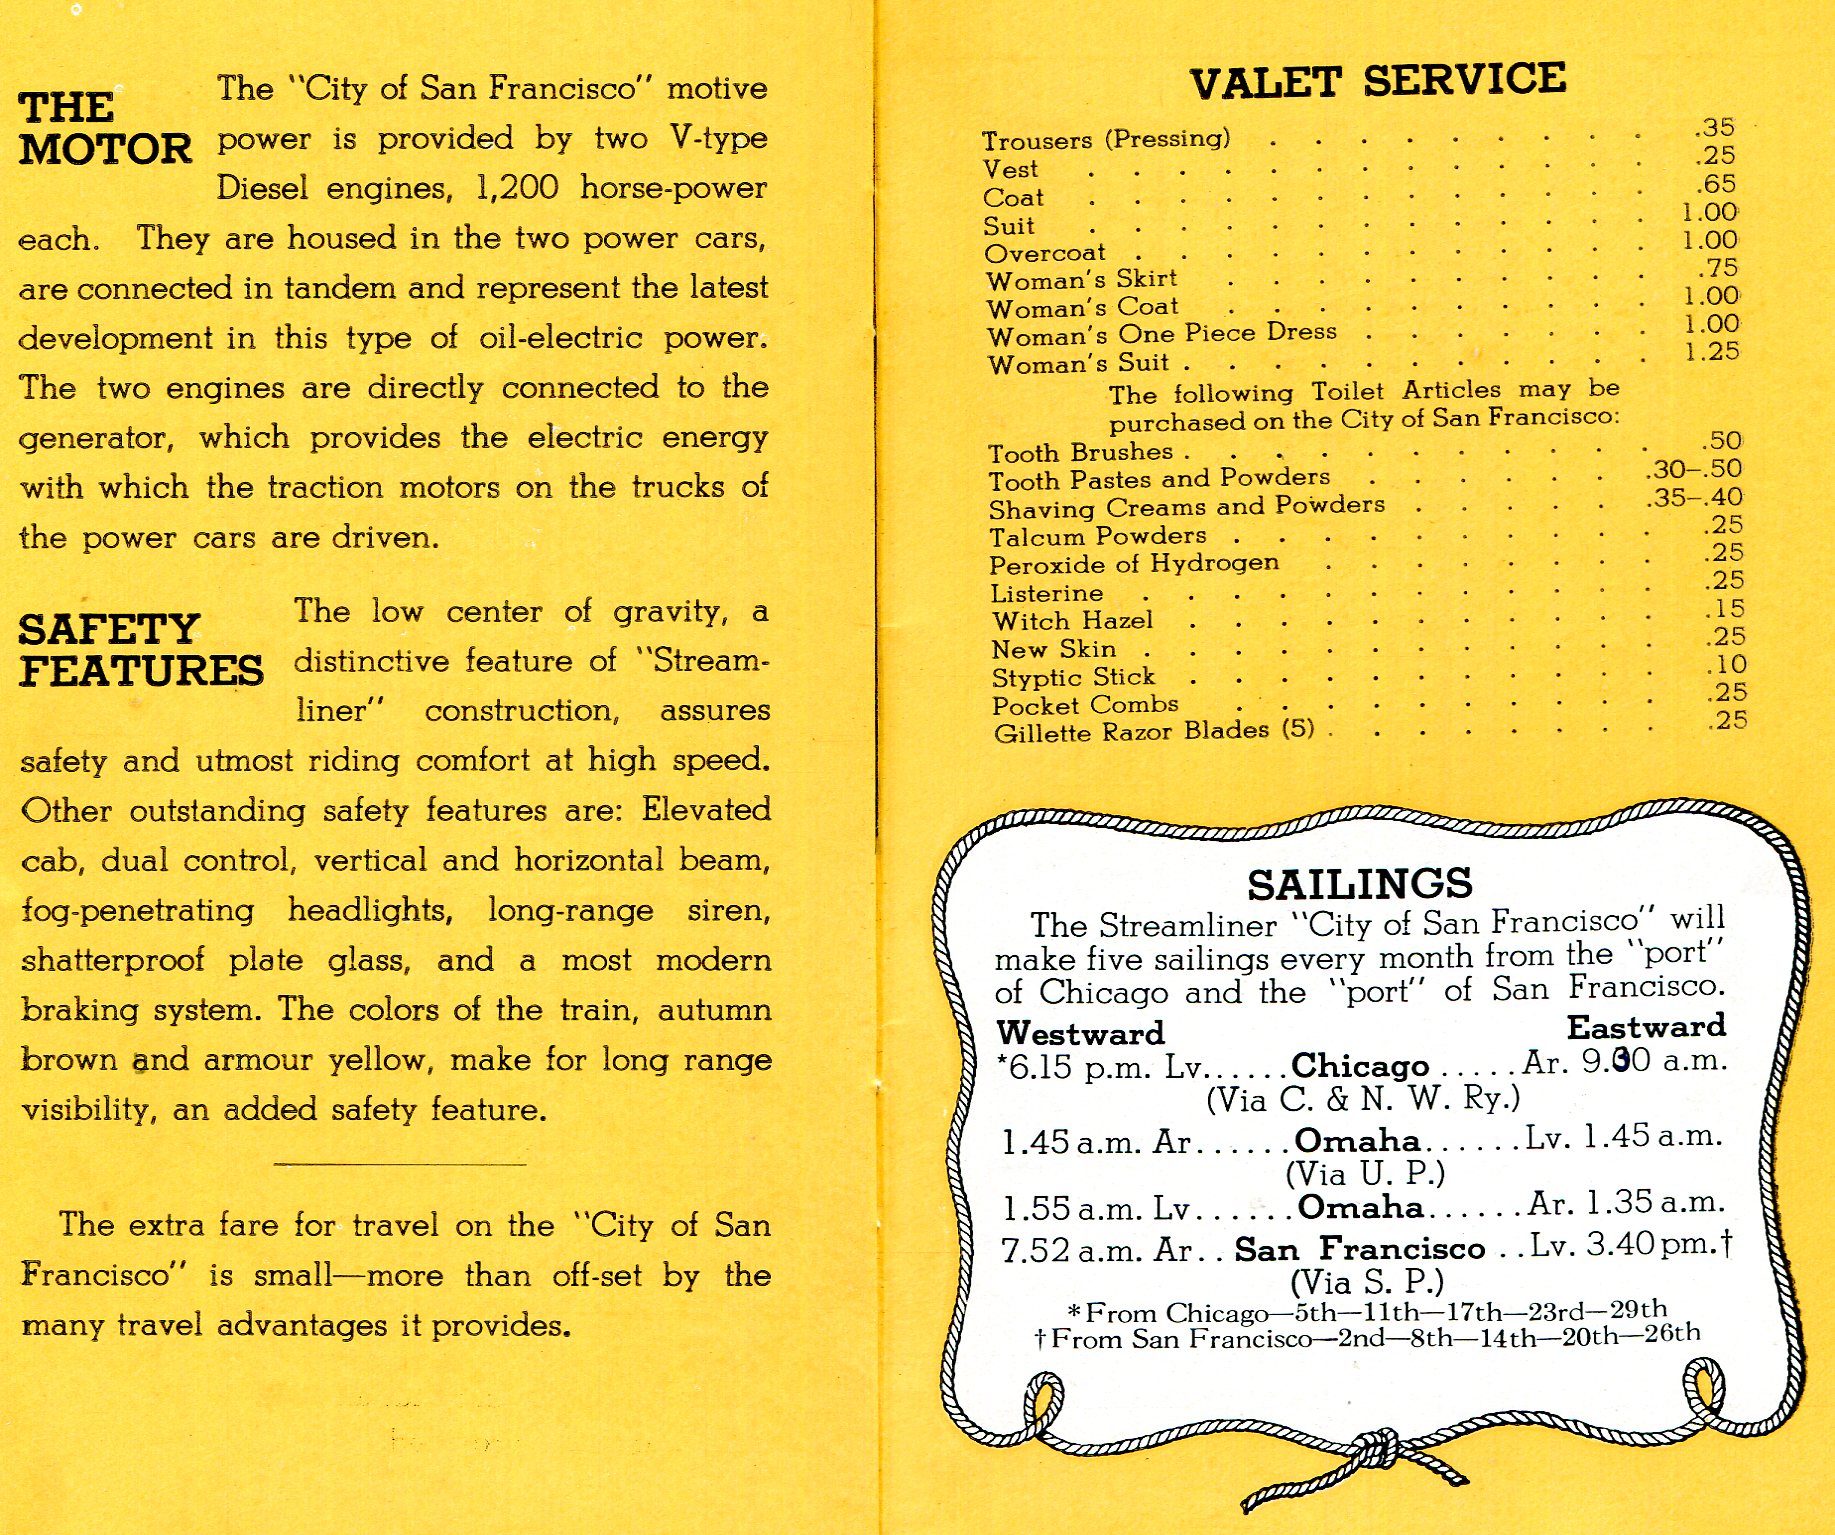 THE
MOTOR
The "City of San Francisco" motive
power is provided by two V-type
Diesel engines, 1,200 horse-power
each. They are housed in the two power cars,
are connected in tandem and represent the latest
development in this type of oil-electric power.
The two engines are directly connected to the
generator, which provides the electric energy
with which the traction motors on the trucks of
the power cars are driven.
SAFETY
FEATURES
The low center of gravity, a
distinctive feature of "Stream-
liner" construction, assures
safety and utmost riding comfort at high speed.
Other outstanding safety features are: Elevated
cab, dual control, vertical and horizontal beam,
fog-penetrating headlights, long-range siren,
shatterproof plate glass, and a most modern
braking system. The colors of the train, autumn
brown and armour yellow, make for long range
visibility, an added safety feature.
The extra fare for travel on the "City of San
Francisco" is small—more than off-set by the
many travel advantages it provides.
VALET SERVICE
Trousers (Pressing) . . . . . . . . . .35
Vest . . . . . . . . . . . . . .25
Coat . . . . . . . . . . . . . .65
Suit . . . . . . . . . . . . . 1.00
Overcoat . . . . . . . . . . . . 1.00
Woman's Skirt . . . . . . . . . . .75
Woman's Coat . . . . . . . . . . 1.00
Woman's One Piece Dress . . . . . . . 1.00
Woman's Suit . . . . . . . . . . . 1.25
The following Toilet Articles may be
purchased on the City of San Francisco:
Tooth Brushes . . . . . . . . . . . .50
Tooth Pastes and Powders . . . . . . .30–.50
Shaving Creams and Powders . . . . . .35–.40
Talcum Powders . . . . . . . . . . .25
Peroxide of Hydrogen . . . . . . . . .25
Listerine . . . . . . . . . . . . .25
Witch Hazel . . . . . . . . . . . .15
New Skin . . . . . . . . . . . . .25
Styptic Stick . . . . . . . . . . . .10
Pocket Combs . . . . . . . . . . .25
Gillette Razor Blades (5) . . . . . . . . .25
SAILINGS
The Streamliner "City of San Francisco" will
make five sailings every month from the "port"
of Chicago and the "port" of San Francisco.
Westward Eastward
*6.15 p.m. Lv......Chicago.....Ar. 9.30 a.m.
(Via C. & N. W. Ry.)
1.45 a.m. Ar......Omaha......Lv. 1.45 a.m.
(Via U. P.)
1.55 a.m. Lv......Omaha......Ar. 1.35 a.m.
7.52 a.m. Ar..San Francisco..Lv. 3.40 pm.†
(Via S. P.)
*From Chicago—5th—11th—17th—23rd—29th
†From San Francisco—2nd—8th—14th—20th—26th